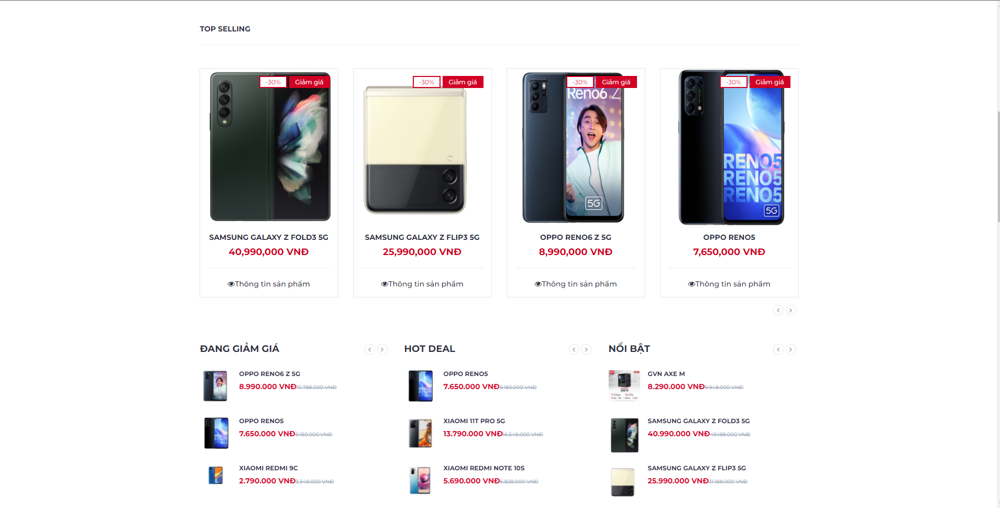 TOP SELLING
-30% Giảm giá
-30% Giảm giá
-30% Giảm giá
-30% Giảm giá
Reno6 Z
5G
RENO5
RENO5
RENO5
5G
SAMSUNG GALAXY Z FOLD3 5G
40,990,000 VNĐ
Thông tin sản phẩm
SAMSUNG GALAXY Z FLIP3 5G
25,990,000 VNĐ
Thông tin sản phẩm
OPPO RENO6 Z 5G
8,990,000 VNĐ
Thông tin sản phẩm
OPPO RENO5
7,650,000 VNĐ
Thông tin sản phẩm
ĐANG GIẢM GIÁ
OPPO RENO6 Z 5G
8.990.000 VNĐ 10.788.000 VNĐ
OPPO RENO5
7.650.000 VNĐ 9.180.000 VNĐ
XIAOMI REDMI 9C
2.790.000 VNĐ 3.348.000 VNĐ
HOT DEAL
OPPO RENO5
7.650.000 VNĐ 9.180.000 VNĐ
XIAOMI 11T PRO 5G
13.790.000 VNĐ 16.548.000 VNĐ
XIAOMI REDMI NOTE 10S
5.690.000 VNĐ 6.828.000 VNĐ
NỔI BẬT
GVN AXE M
8.290.000 VNĐ 9.948.000 VNĐ
SAMSUNG GALAXY Z FOLD3 5G
40.990.000 VNĐ 49.188.000 VNĐ
SAMSUNG GALAXY Z FLIP3 5G
25.990.000 VNĐ 31.188.000 VNĐ